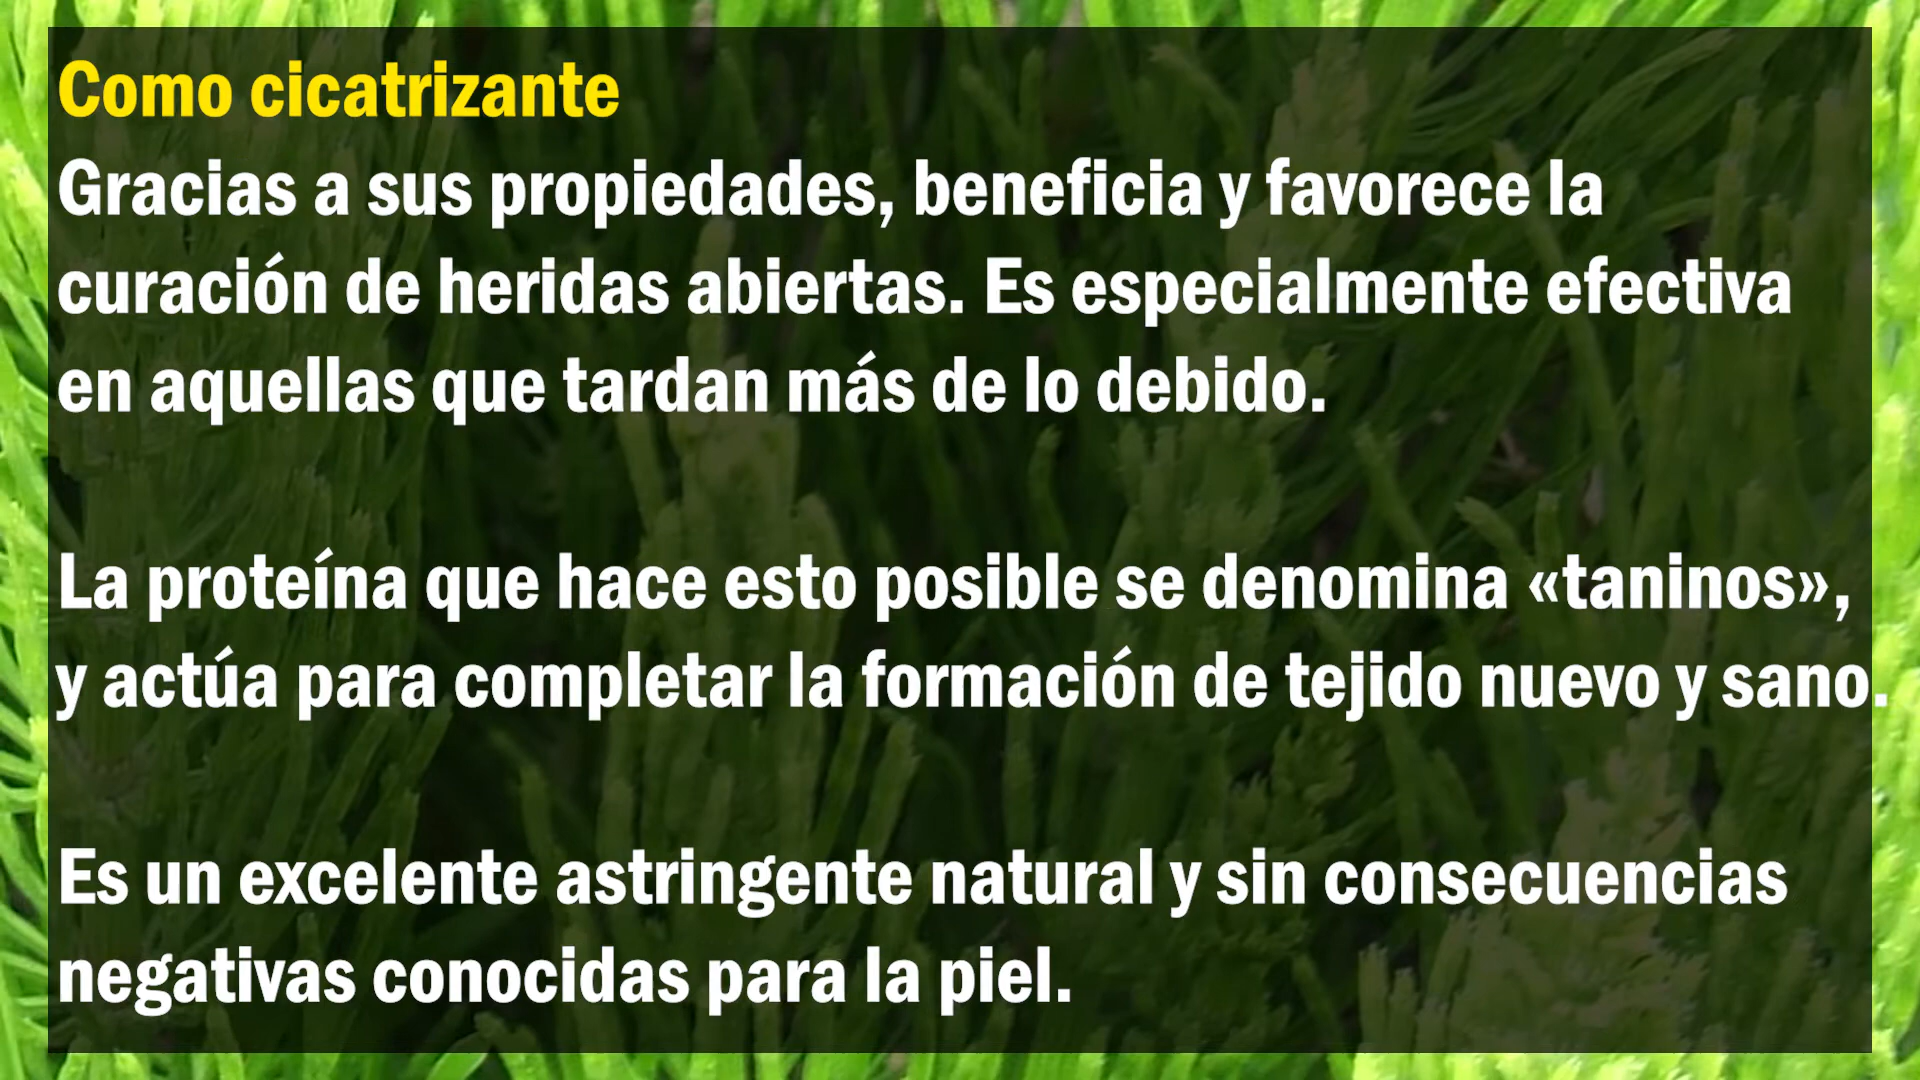 Como cicatrizante
Gracias a sus propiedades, beneficia y favorece la
curación de heridas abiertas. Es especialmente efectiva
en aquellas que tardan más de lo debido.
La proteína que hace esto posible se denomina «taninos»,
y actúa para completar la formación de tejido nuevo y sano.
Es un excelente astringente natural y sin consecuencias
negativas conocidas para la piel.